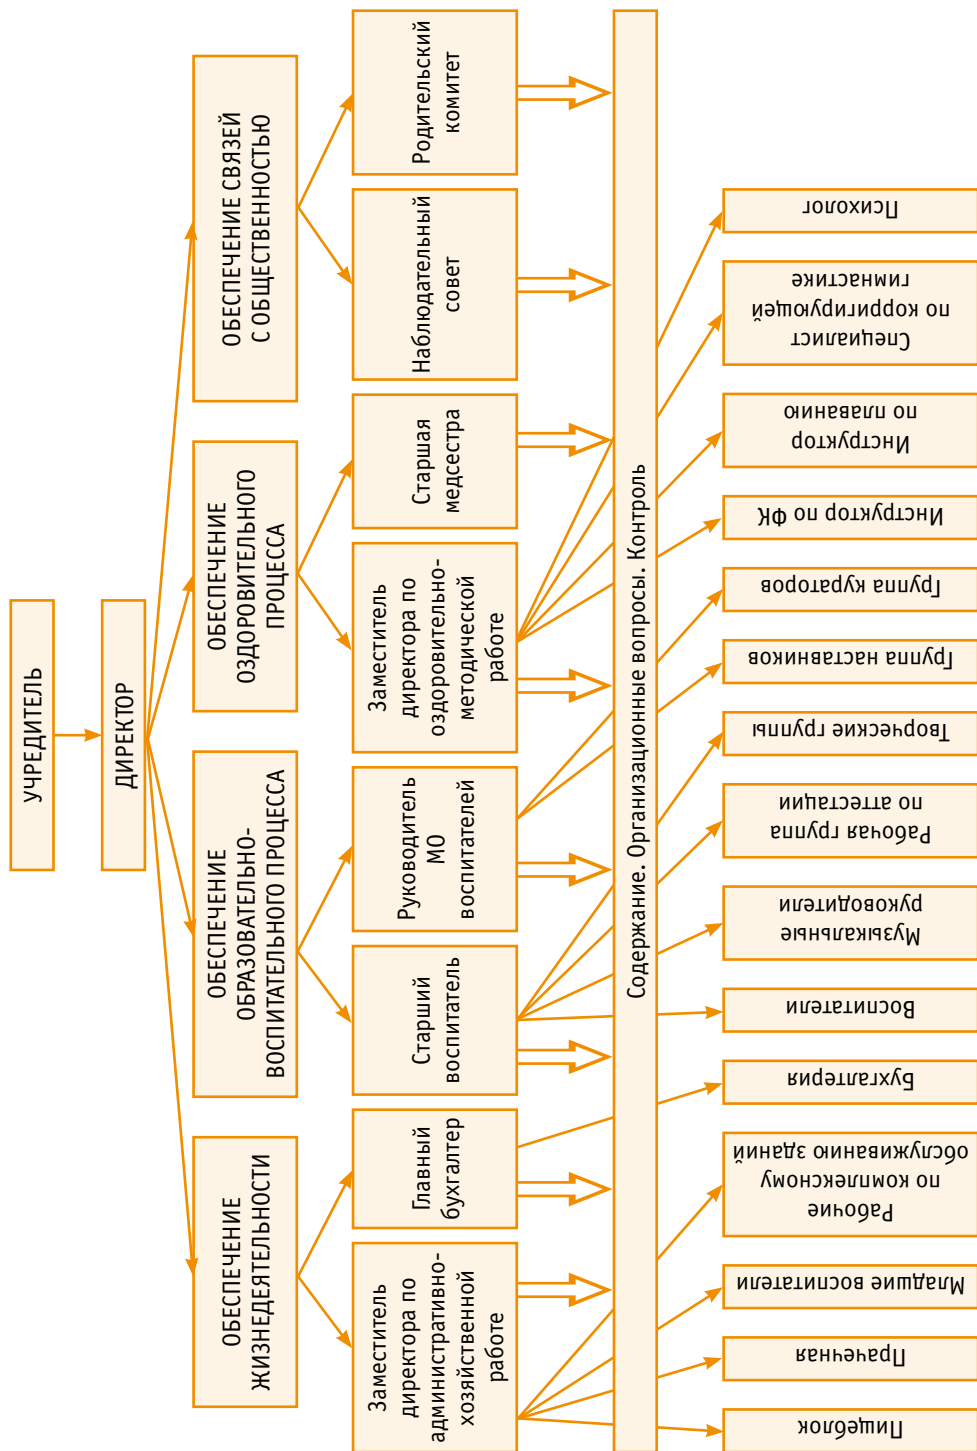 УЧРЕДИТЕЛЬ
ДИРЕКТОР
ОБЕСПЕЧЕНИЕ
ЖИЗНЕДЕЯТЕЛЬНОСТИ
ОБЕСПЕЧЕНИЕ
ОБРАЗОВАТЕЛЬНО-
ВОСПИТАТЕЛЬНОГО ПРОЦЕССА
ОБЕСПЕЧЕНИЕ
ОЗДОРОВИТЕЛЬНОГО
ПРОЦЕССА
ОБЕСПЕЧЕНИЕ СВЯЗЕЙ
С ОБЩЕСТВЕННОСТЬЮ
Заместитель
директора по
административно-
хозяйственной
работе
Главный
бухгалтер
Старший
воспитатель
Руководитель
МО
воспитателей
Заместитель
директора по
оздоровительно-
методической
работе
Старшая
медсестра
Наблюдательный
совет
Родительский
комитет
Содержание. Организационные вопросы. Контроль
Пищеблок
Прачечная
Младшие воспитатели
Рабочие
по комплексному
обслуживанию зданий
Бухгалтерия
Воспитатели
Музыкальные
руководители
Рабочая группа
по аттестации
Творческие группы
Группа наставников
Группа кураторов
Инструктор по ФК
Инструктор
по плаванию
Специалист
по корригирующей
гимнастике
Психолог